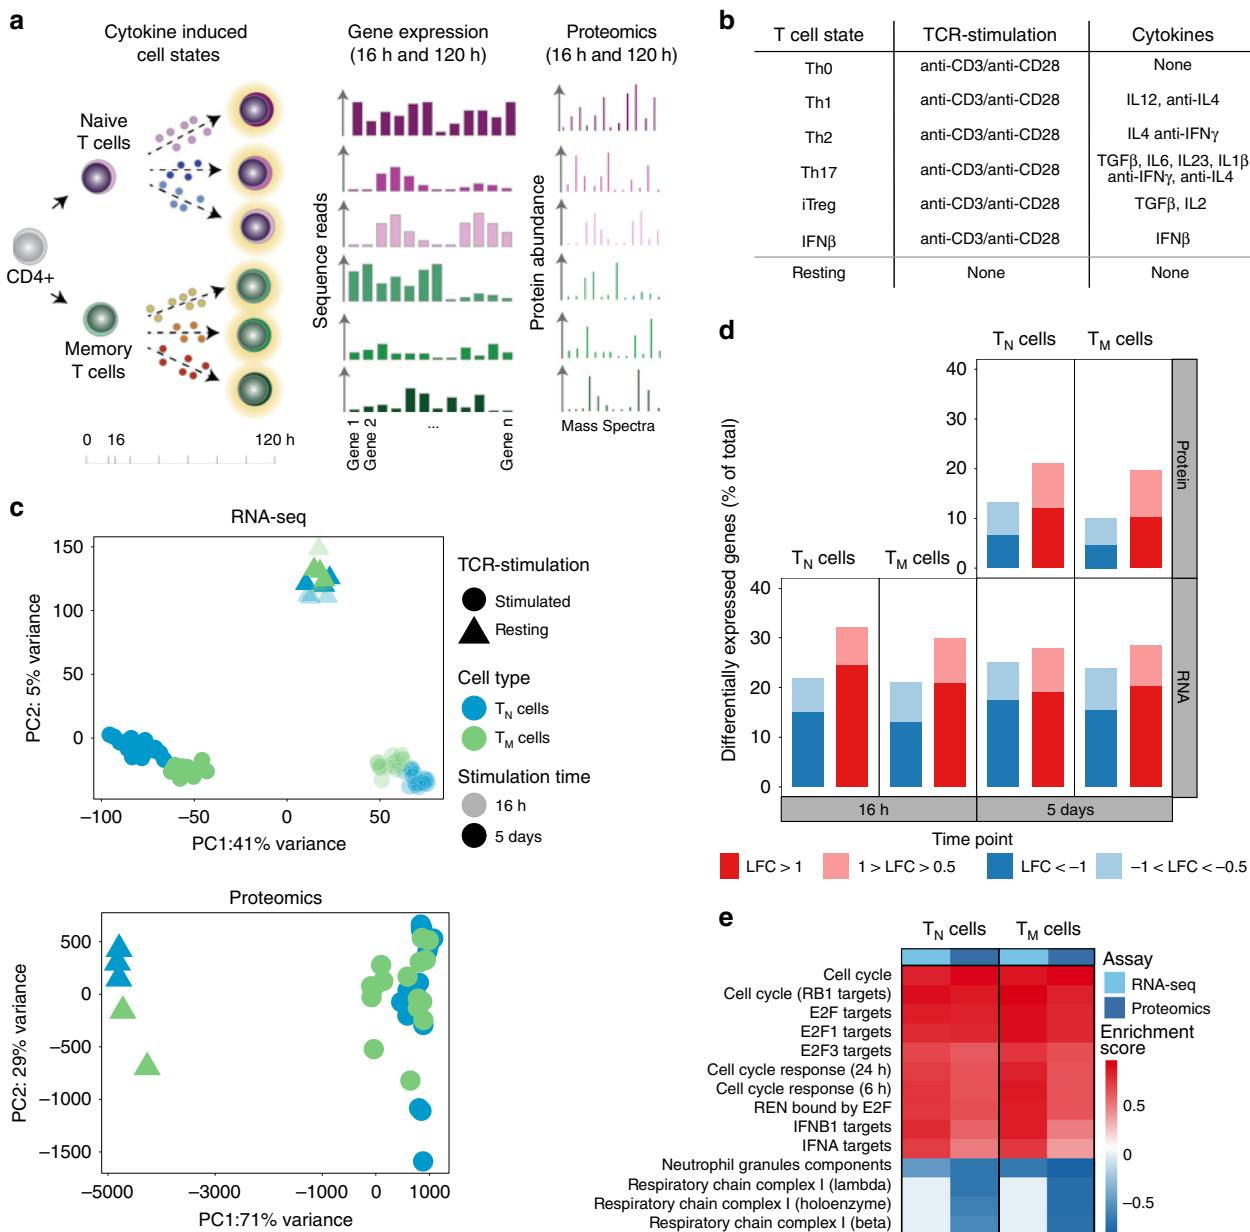 a
Cytokine induced
cell states
Gene expression
(16 h and 120 h)
Proteomics
(16 h and 120 h)
Naive
T cells
CD4+
Memory
T cells
0 16 120 h
Sequence reads
Gene 1
Gene 2
...
Gene n
Protein abundance
Mass Spectra
b
T cell state TCR-stimulation Cytokines
Th0 anti-CD3/anti-CD28 None
Th1 anti-CD3/anti-CD28 IL12, anti-IL4
Th2 anti-CD3/anti-CD28 IL4 anti-IFNγ
Th17 anti-CD3/anti-CD28 TGFβ, IL6, IL23, IL1β
anti-IFNγ, anti-IL4
iTreg anti-CD3/anti-CD28 TGFβ, IL2
IFNβ anti-CD3/anti-CD28 IFNβ
Resting None None
c
RNA-seq
PC2: 5% variance
150
100
50
0
−100 −50 0 50
PC1:41% variance
TCR-stimulation
Stimulated
Resting
Cell type
TN cells
TM cells
Stimulation time
16 h
5 days
Proteomics
PC2: 29% variance
500
0
−500
−1000
−1500
−5000 −3000 −1000 0 1000
PC1:71% variance
d
TN cells TM cells
Differentially expressed genes (% of total)
40
30
20
10
0
Protein
TN cells TM cells
40
30
20
10
0
RNA
16 h 5 days
Time point
LFC > 1 1 > LFC > 0.5 LFC < −1 −1 < LFC < −0.5
e
TN cells TM cells
Cell cycle
Cell cycle (RB1 targets)
E2F targets
E2F1 targets
E2F3 targets
Cell cycle response (24 h)
Cell cycle response (6 h)
REN bound by E2F
IFNB1 targets
IFNA targets
Neutrophil granules components
Respiratory chain complex I (lambda)
Respiratory chain complex I (holoenzyme)
Respiratory chain complex I (beta)
Assay
RNA-seq
Proteomics
Enrichment
score
0.5
0
−0.5